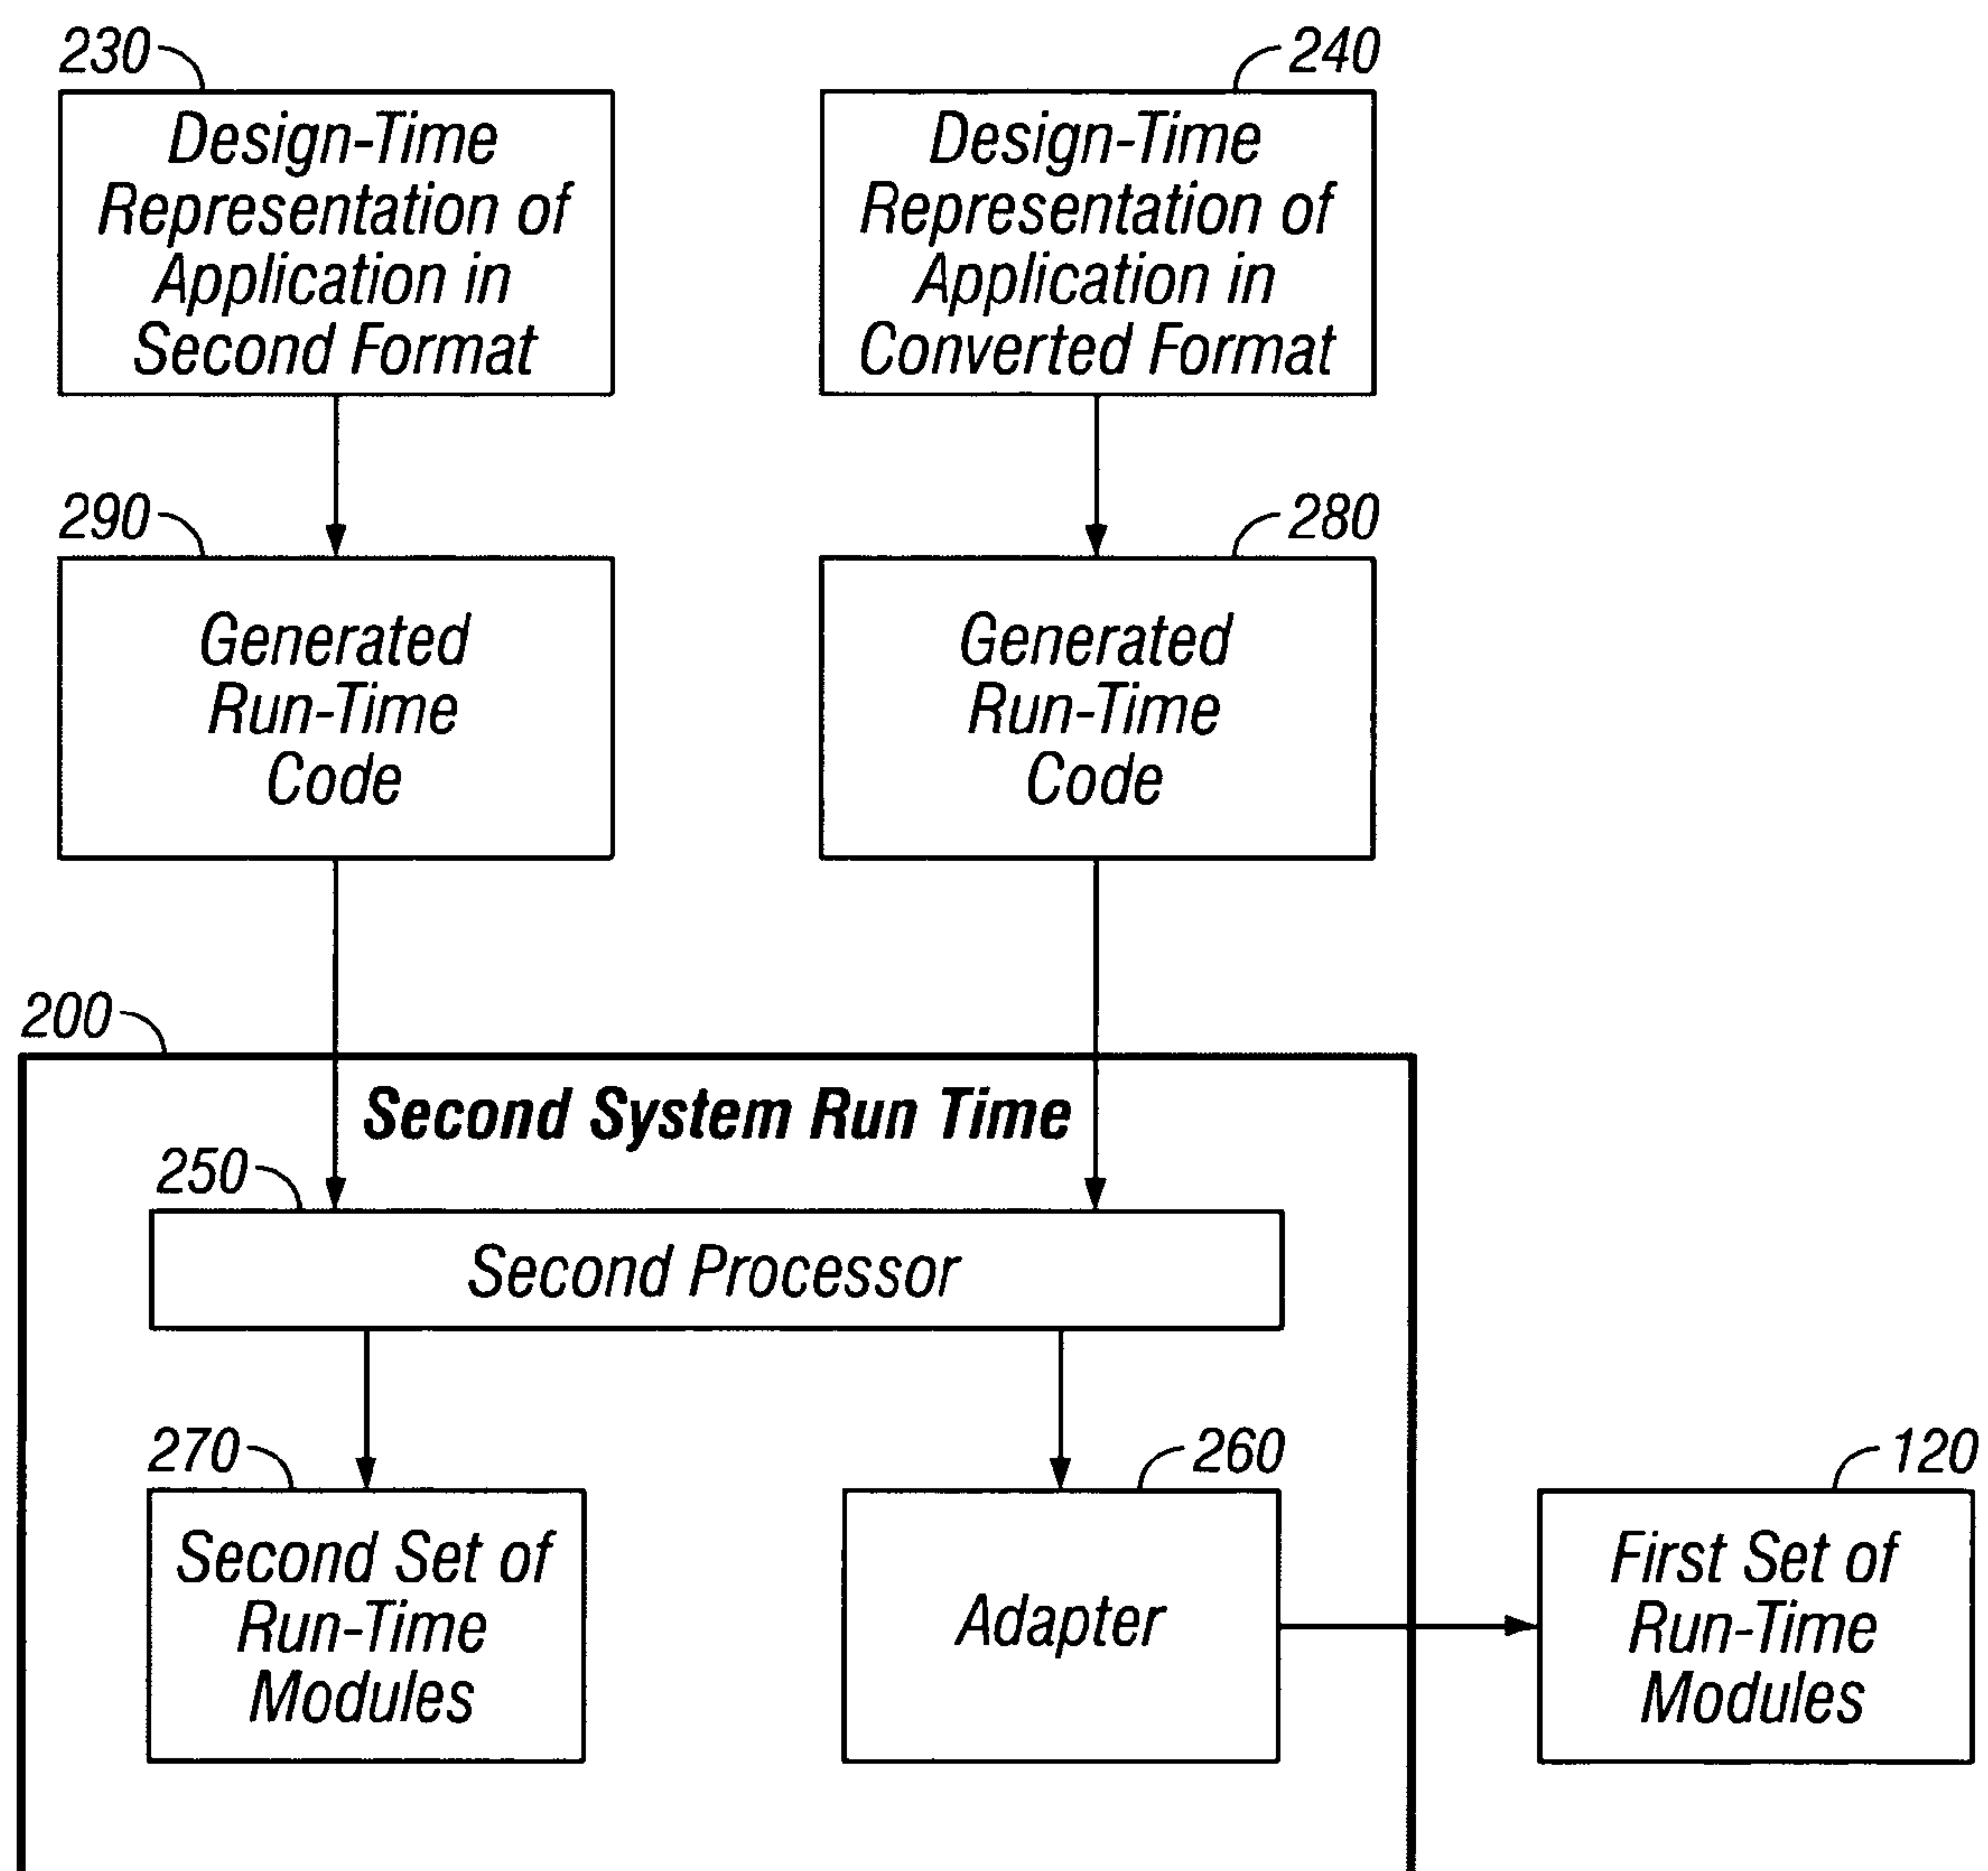 230
240
Design-Time
Representation of
Application in
Second Format
Design-Time
Representation of
Application in
Converted Format
290
280
Generated
Run-Time
Code
Generated
Run-Time
Code
200
Second System Run Time
250
Second Processor
270
260
120
Second Set of
Run-Time
Modules
Adapter
First Set of
Run-Time
Modules